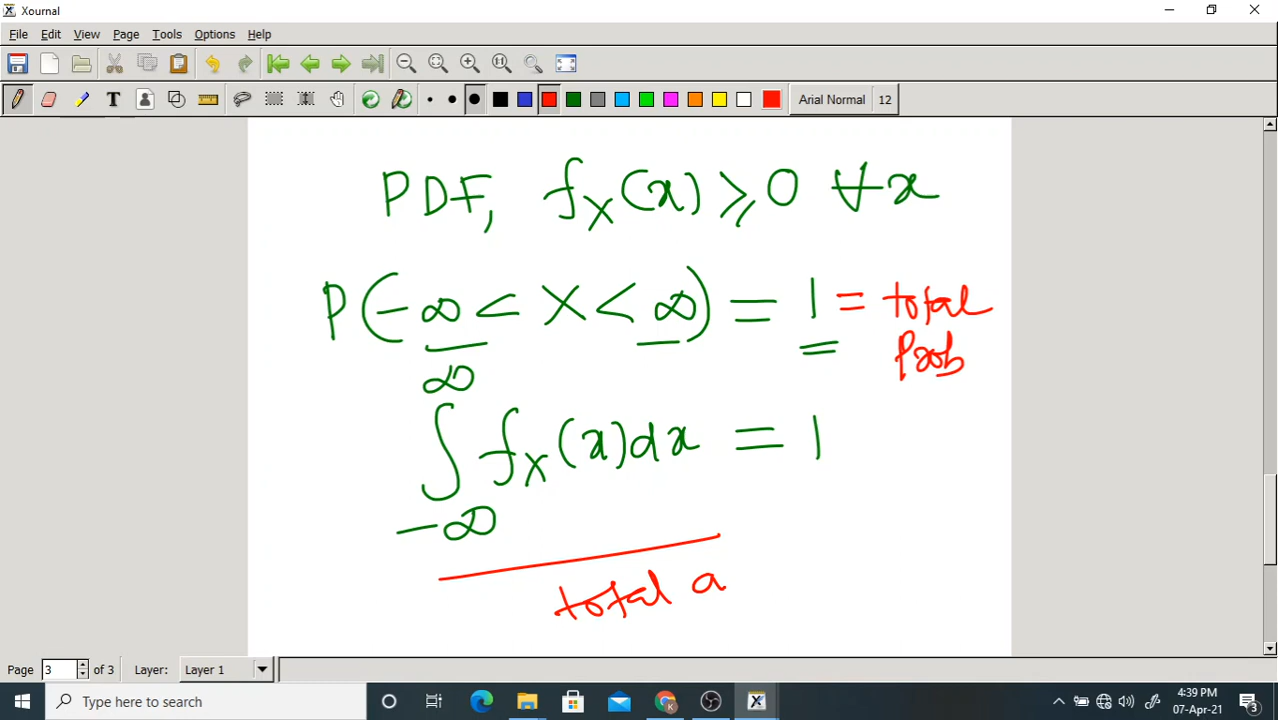 Xournal
File Edit View Page Tools Options Help
Arial Normal 12
PDF, fX(x) ⩾ 0 ∀x
P(-∞ < X < ∞) = 1 = total
Prob
∞
∫ fX(x)dx = 1
-∞
total a
Page 3 of 3 Layer: Layer 1
Type here to search
4:39 PM
07-Apr-21
3